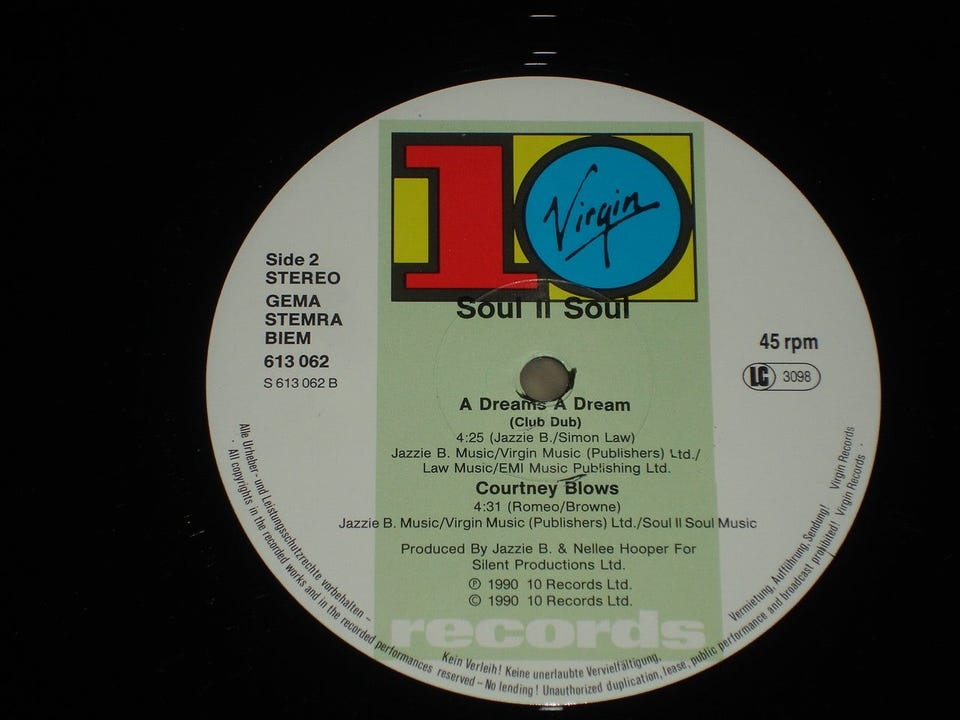 10
Virgin
Soul II Soul
Side 2
STEREO
GEMA
STEMRA
BIEM
613 062
S 613 062 B
45 rpm
LC 3098
A Dreams A Dream
(Club Dub)
4:25 (Jazzie B./Simon Law)
Jazzie B. Music/Virgin Music (Publishers) Ltd./
Law Music/EMI Music Publishing Ltd.
Courtney Blows
4:31 (Romeo/Browne)
Jazzie B. Music/Virgin Music (Publishers) Ltd./Soul II Soul Music
Produced By Jazzie B. & Nellee Hooper For
Silent Productions Ltd.
℗ 1990 10 Records Ltd.
© 1990 10 Records Ltd.
records
Alle Urheber- und Leistungsschutzrechte vorbehalten – Kein Verleih! Keine unerlaubte Vervielfältigung, Vermietung, Aufführung, Sendung! Virgin Records
· All copyrights in the recorded works and in the recorded performances reserved – No lending! Unauthorized duplication, lease, public performance and broadcast prohibited! Virgin Records ·